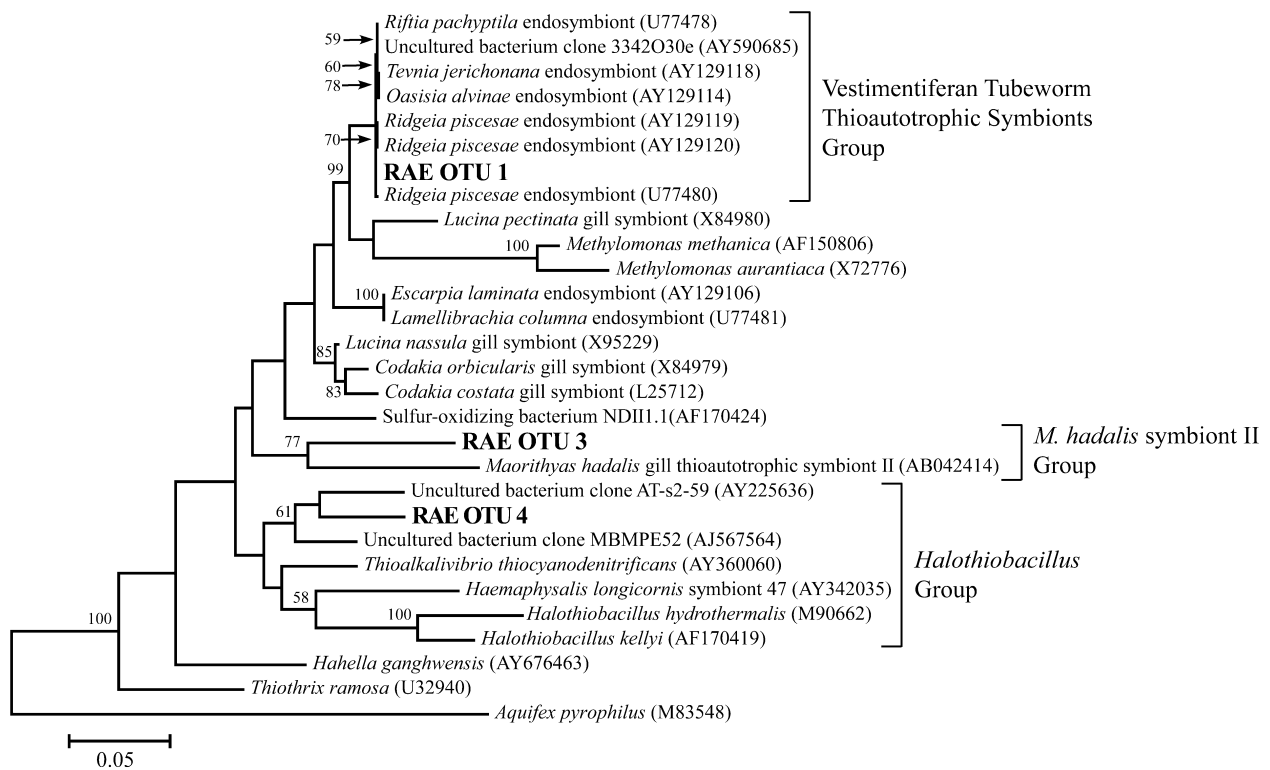 Riftia pachyptila endosymbiont (U77478)
59
Uncultured bacterium clone 3342O30e (AY590685)
60
Tevnia jerichonana endosymbiont (AY129118)
78
Oasisia alvinae endosymbiont (AY129114)
Vestimentiferan Tubeworm
Thioautotrophic Symbionts
Group
Ridgeia piscesae endosymbiont (AY129119)
70
Ridgeia piscesae endosymbiont (AY129120)
99
RAE OTU 1
Ridgeia piscesae endosymbiont (U77480)
Lucina pectinata gill symbiont (X84980)
100
Methylomonas methanica (AF150806)
Methylomonas aurantiaca (X72776)
100
Escarpia laminata endosymbiont (AY129106)
Lamellibrachia columna endosymbiont (U77481)
85
Lucina nassula gill symbiont (X95229)
Codakia orbicularis gill symbiont (X84979)
83
Codakia costata gill symbiont (L25712)
Sulfur-oxidizing bacterium NDII1.1(AF170424)
77
RAE OTU 3
Maorithyas hadalis gill thioautotrophic symbiont II (AB042414)
M. hadalis symbiont II
Group
Uncultured bacterium clone AT-s2-59 (AY225636)
61
RAE OTU 4
Uncultured bacterium clone MBMPE52 (AJ567564)
Thioalkalivibrio thiocyanodenitrificans (AY360060)
58
Haemaphysalis longicornis symbiont 47 (AY342035)
100
Halothiobacillus hydrothermalis (M90662)
Halothiobacillus kellyi (AF170419)
Halothiobacillus
Group
100
Hahella ganghwensis (AY676463)
Thiothrix ramosa (U32940)
Aquifex pyrophilus (M83548)
0.05